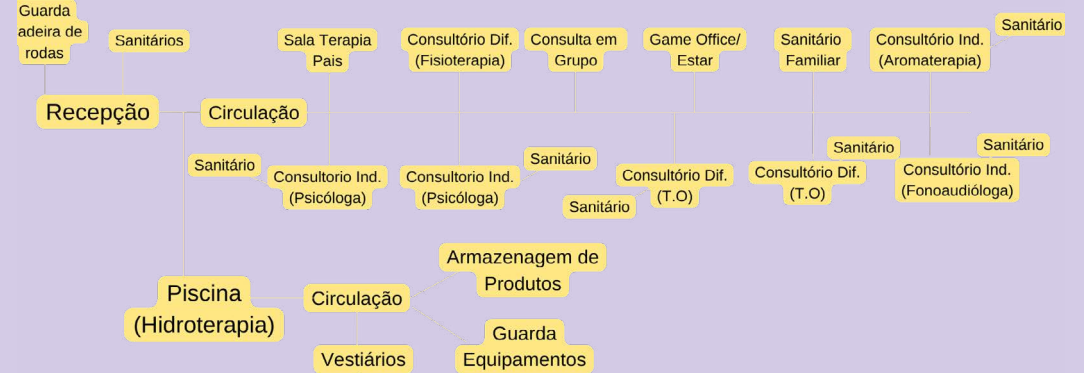 Guarda
adeira de
rodas
Sanitários
Sala Terapia
Pais
Consultório Dif.
(Fisioterapia)
Consulta em
Grupo
Game Office/
Estar
Sanitário
Familiar
Consultório Ind.
(Aromaterapia)
Sanitário
Recepção
Circulação
Sanitário
Consultorio Ind.
(Psicóloga)
Consultorio Ind.
(Psicóloga)
Sanitário
Consultório Dif.
(T.O)
Sanitário
Consultório Dif.
(T.O)
Sanitário
Consultório Ind.
(Fonoaudióloga)
Sanitário
Piscina
(Hidroterapia)
Circulação
Armazenagem de
Produtos
Guarda
Equipamentos
Vestiários